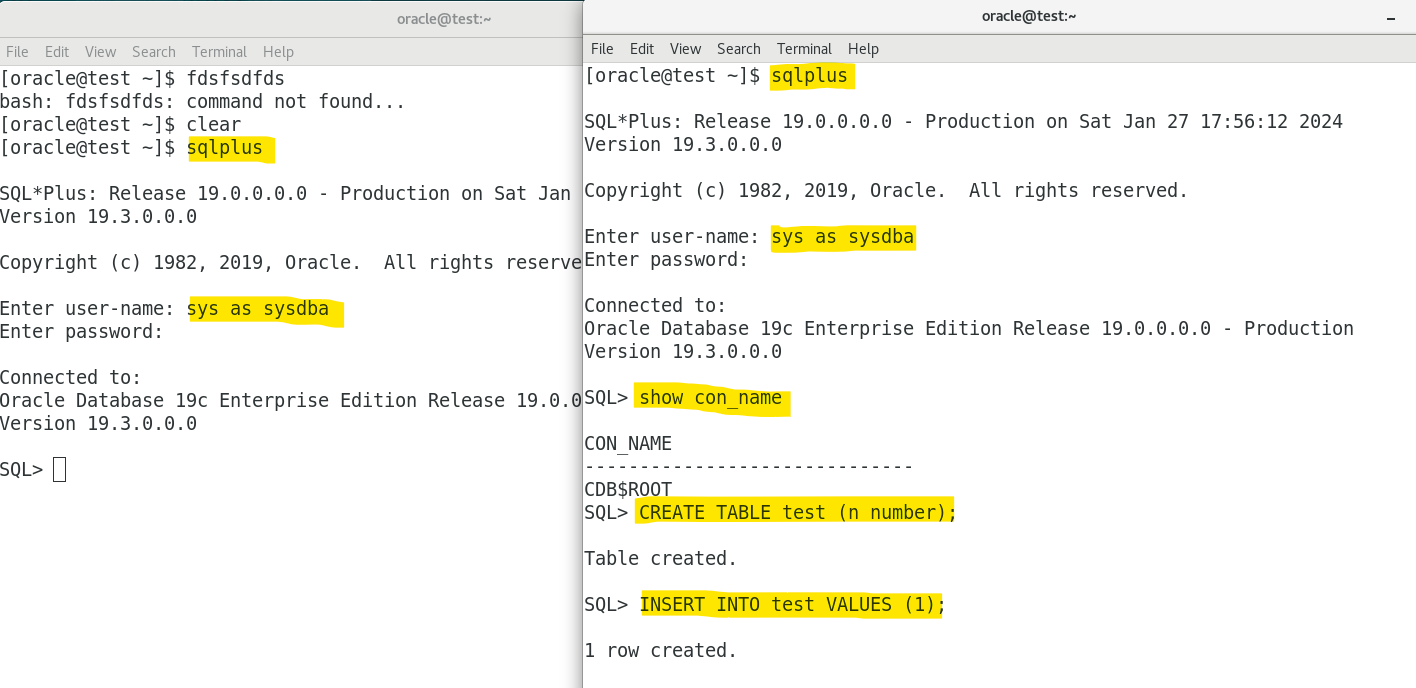 oracle@test:~
File Edit View Search Terminal Help
[oracle@test ~]$ fdsfsdfds
bash: fdsfsdfds: command not found...
[oracle@test ~]$ clear
[oracle@test ~]$ sqlplus
SQL*Plus: Release 19.0.0.0.0 - Production on Sat Jan
Version 19.3.0.0.0
Copyright (c) 1982, 2019, Oracle.  All rights reserve
Enter user-name: sys as sysdba
Enter password:
Connected to:
Oracle Database 19c Enterprise Edition Release 19.0.0
Version 19.3.0.0.0
SQL>
oracle@test:~
File Edit View Search Terminal Help
[oracle@test ~]$ sqlplus
SQL*Plus: Release 19.0.0.0.0 - Production on Sat Jan 27 17:56:12 2024
Version 19.3.0.0.0
Copyright (c) 1982, 2019, Oracle.  All rights reserved.
Enter user-name: sys as sysdba
Enter password:
Connected to:
Oracle Database 19c Enterprise Edition Release 19.0.0.0.0 - Production
Version 19.3.0.0.0
SQL> show con_name
CON_NAME
------------------------------
CDB$ROOT
SQL> CREATE TABLE test (n number);
Table created.
SQL> INSERT INTO test VALUES (1);
1 row created.